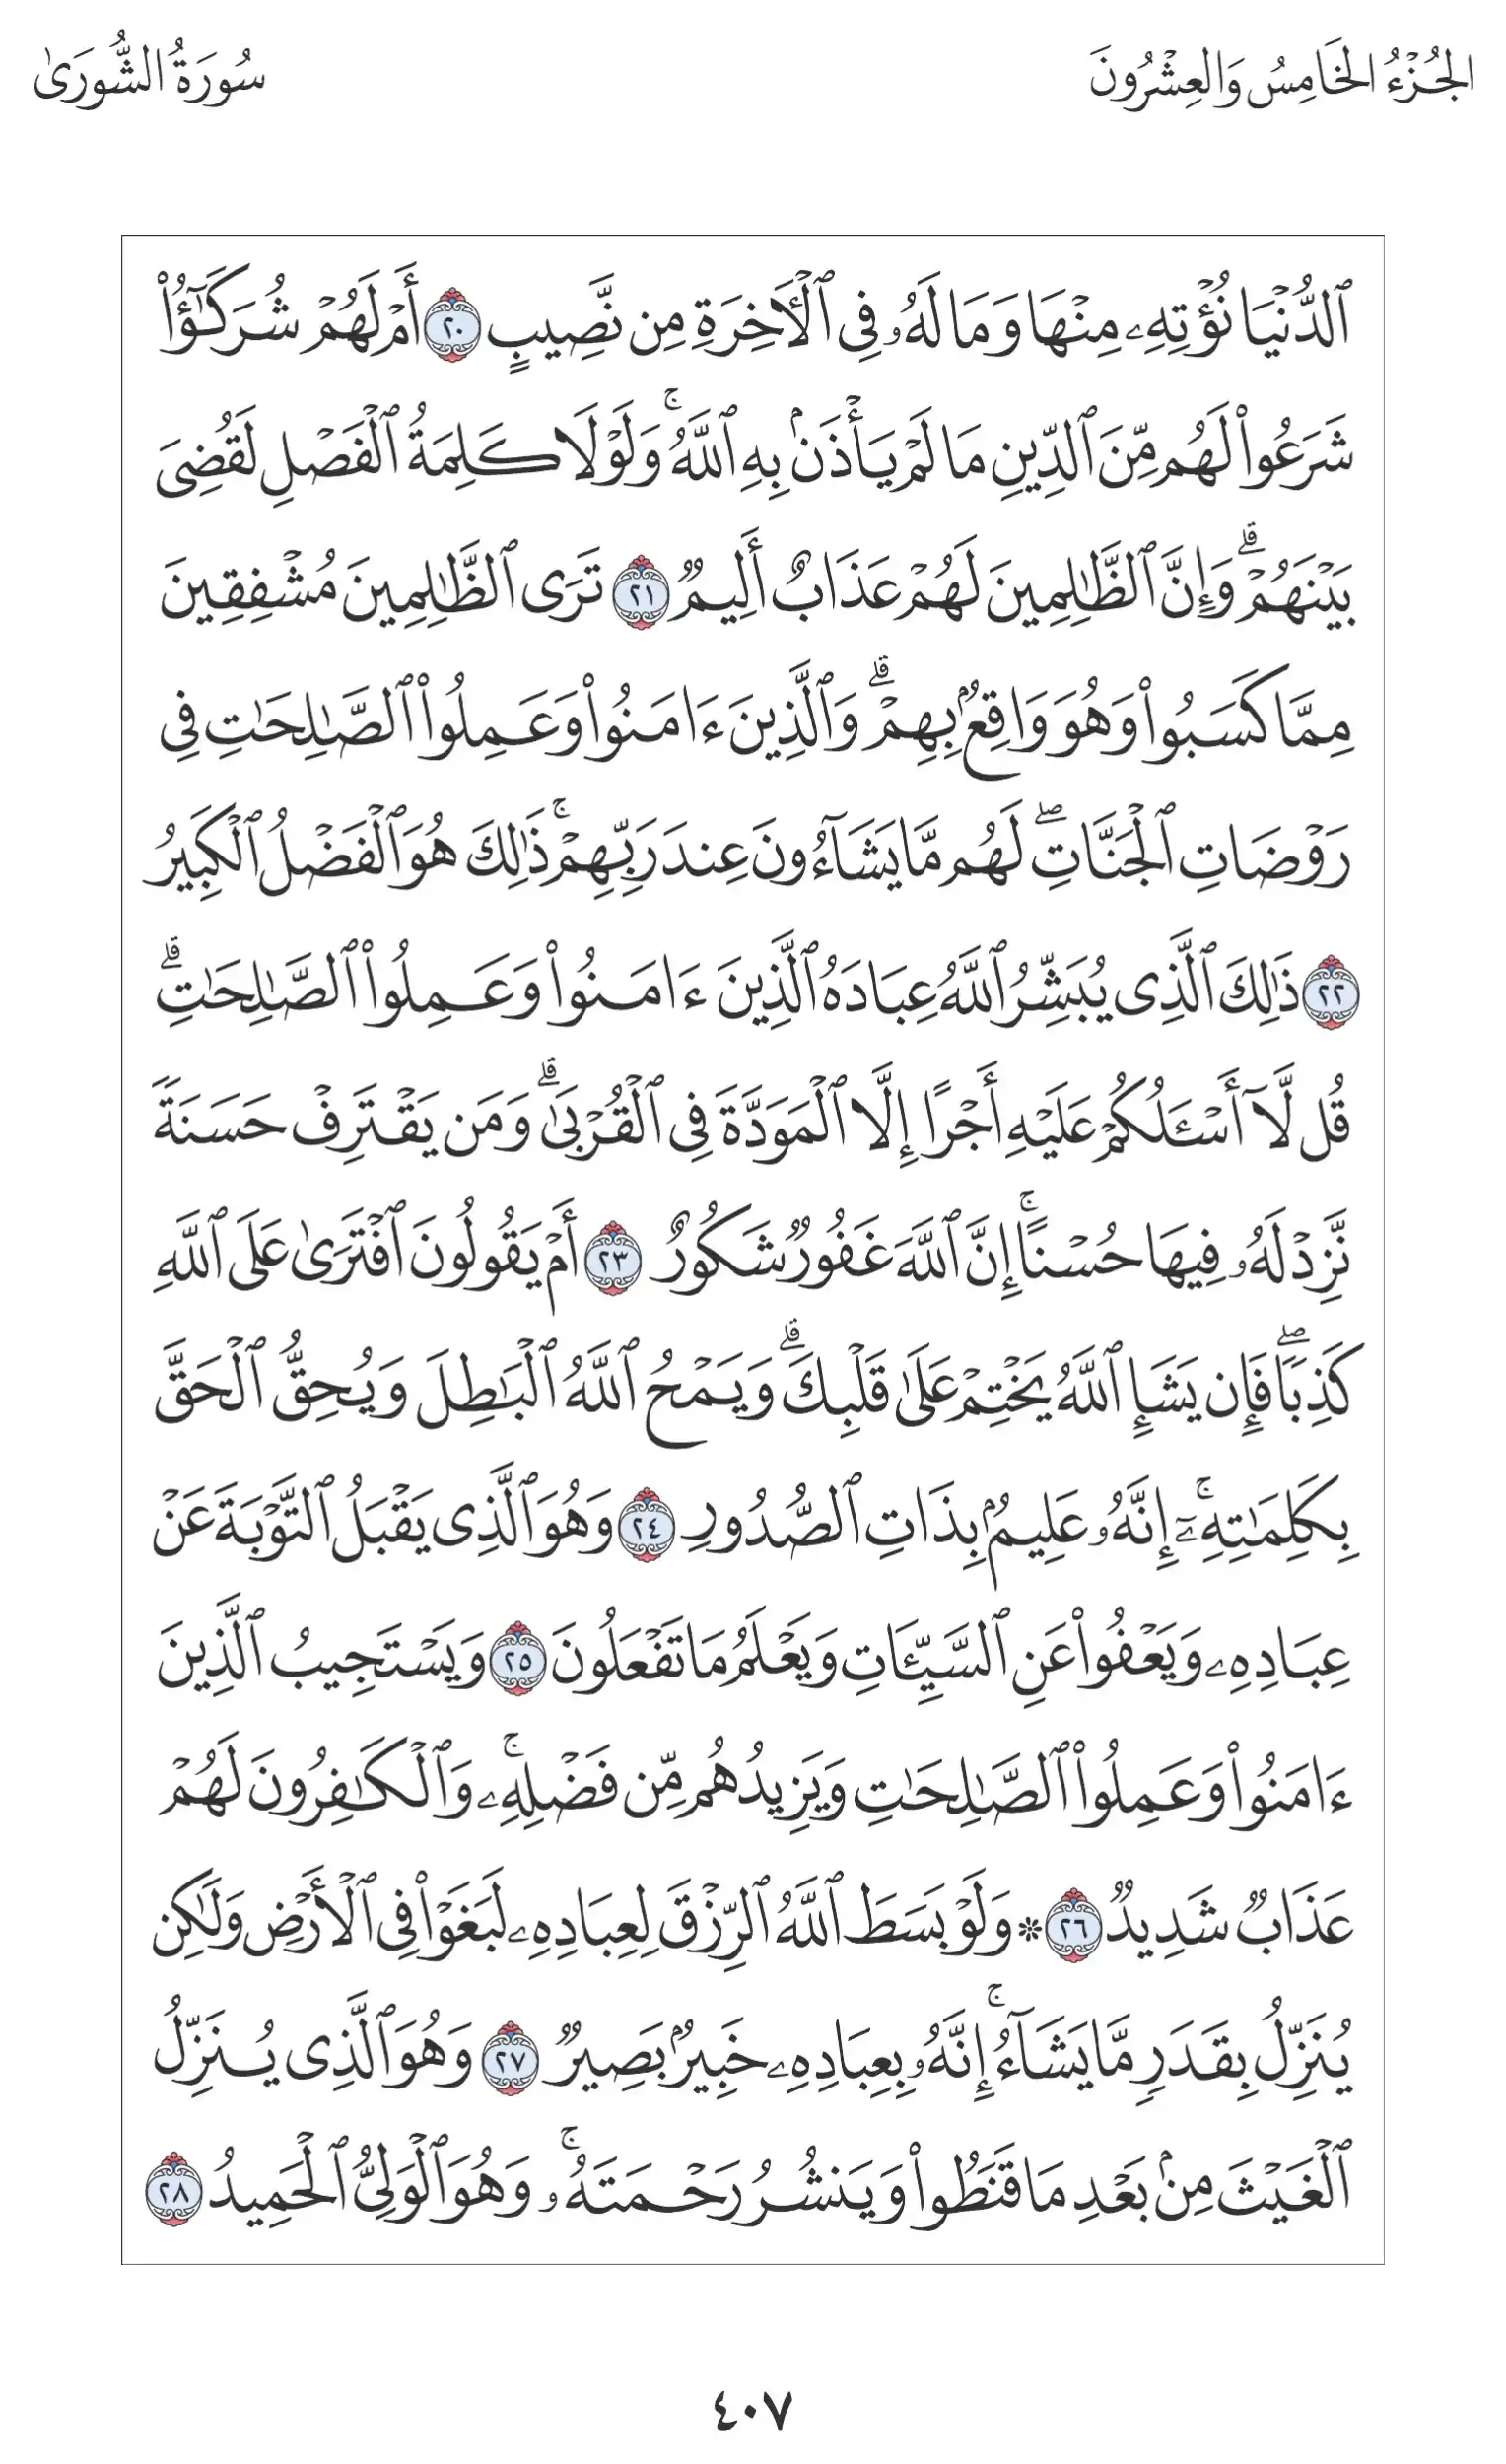 الجُزْءُ الخَامِسُ وَالعِشْرُونَ
سُورَةُ الشُّورَىٰ
ٱلدُّنْيَا نُؤْتِهِۦ مِنْهَا وَمَا لَهُۥ فِى ٱلْـَٔاخِرَةِ مِن نَّصِيبٍ ٢٠ أَمْ لَهُمْ شُرَكَـٰٓؤُا۟
شَرَعُوا۟ لَهُم مِّنَ ٱلدِّينِ مَا لَمْ يَأْذَنۢ بِهِ ٱللَّهُ ۚ وَلَوْلَا كَلِمَةُ ٱلْفَصْلِ لَقُضِىَ
بَيْنَهُمْ ۗ وَإِنَّ ٱلظَّـٰلِمِينَ لَهُمْ عَذَابٌ أَلِيمٌ ٢١ تَرَى ٱلظَّـٰلِمِينَ مُشْفِقِينَ
مِمَّا كَسَبُوا۟ وَهُوَ وَاقِعٌۢ بِهِمْ ۗ وَٱلَّذِينَ ءَامَنُوا۟ وَعَمِلُوا۟ ٱلصَّـٰلِحَـٰتِ فِى
رَوْضَاتِ ٱلْجَنَّاتِ ۖ لَهُم مَّا يَشَآءُونَ عِندَ رَبِّهِمْ ۚ ذَٰلِكَ هُوَ ٱلْفَضْلُ ٱلْكَبِيرُ
٢٢ ذَٰلِكَ ٱلَّذِى يُبَشِّرُ ٱللَّهُ عِبَادَهُ ٱلَّذِينَ ءَامَنُوا۟ وَعَمِلُوا۟ ٱلصَّـٰلِحَـٰتِ ۗ
قُل لَّآ أَسْـَٔلُكُمْ عَلَيْهِ أَجْرًا إِلَّا ٱلْمَوَدَّةَ فِى ٱلْقُرْبَىٰ ۗ وَمَن يَقْتَرِفْ حَسَنَةً
نَّزِدْ لَهُۥ فِيهَا حُسْنًا ۚ إِنَّ ٱللَّهَ غَفُورٌ شَكُورٌ ٢٣ أَمْ يَقُولُونَ ٱفْتَرَىٰ عَلَى ٱللَّهِ
كَذِبًا ۖ فَإِن يَشَإِ ٱللَّهُ يَخْتِمْ عَلَىٰ قَلْبِكَ ۗ وَيَمْحُ ٱللَّهُ ٱلْبَـٰطِلَ وَيُحِقُّ ٱلْحَقَّ
بِكَلِمَـٰتِهِۦٓ ۚ إِنَّهُۥ عَلِيمٌۢ بِذَاتِ ٱلصُّدُورِ ٢٤ وَهُوَ ٱلَّذِى يَقْبَلُ ٱلتَّوْبَةَ عَنْ
عِبَادِهِۦ وَيَعْفُوا۟ عَنِ ٱلسَّيِّـَٔاتِ وَيَعْلَمُ مَا تَفْعَلُونَ ٢٥ وَيَسْتَجِيبُ ٱلَّذِينَ
ءَامَنُوا۟ وَعَمِلُوا۟ ٱلصَّـٰلِحَـٰتِ وَيَزِيدُهُم مِّن فَضْلِهِۦ ۚ وَٱلْكَـٰفِرُونَ لَهُمْ
عَذَابٌ شَدِيدٌ ٢٦ * وَلَوْ بَسَطَ ٱللَّهُ ٱلرِّزْقَ لِعِبَادِهِۦ لَبَغَوْا۟ فِى ٱلْأَرْضِ وَلَـٰكِن
يُنَزِّلُ بِقَدَرٍ مَّا يَشَآءُ ۚ إِنَّهُۥ بِعِبَادِهِۦ خَبِيرٌۢ بَصِيرٌ ٢٧ وَهُوَ ٱلَّذِى يُنَزِّلُ
ٱلْغَيْثَ مِنۢ بَعْدِ مَا قَنَطُوا۟ وَيَنشُرُ رَحْمَتَهُۥ ۚ وَهُوَ ٱلْوَلِىُّ ٱلْحَمِيدُ ٢٨
٤٠٧